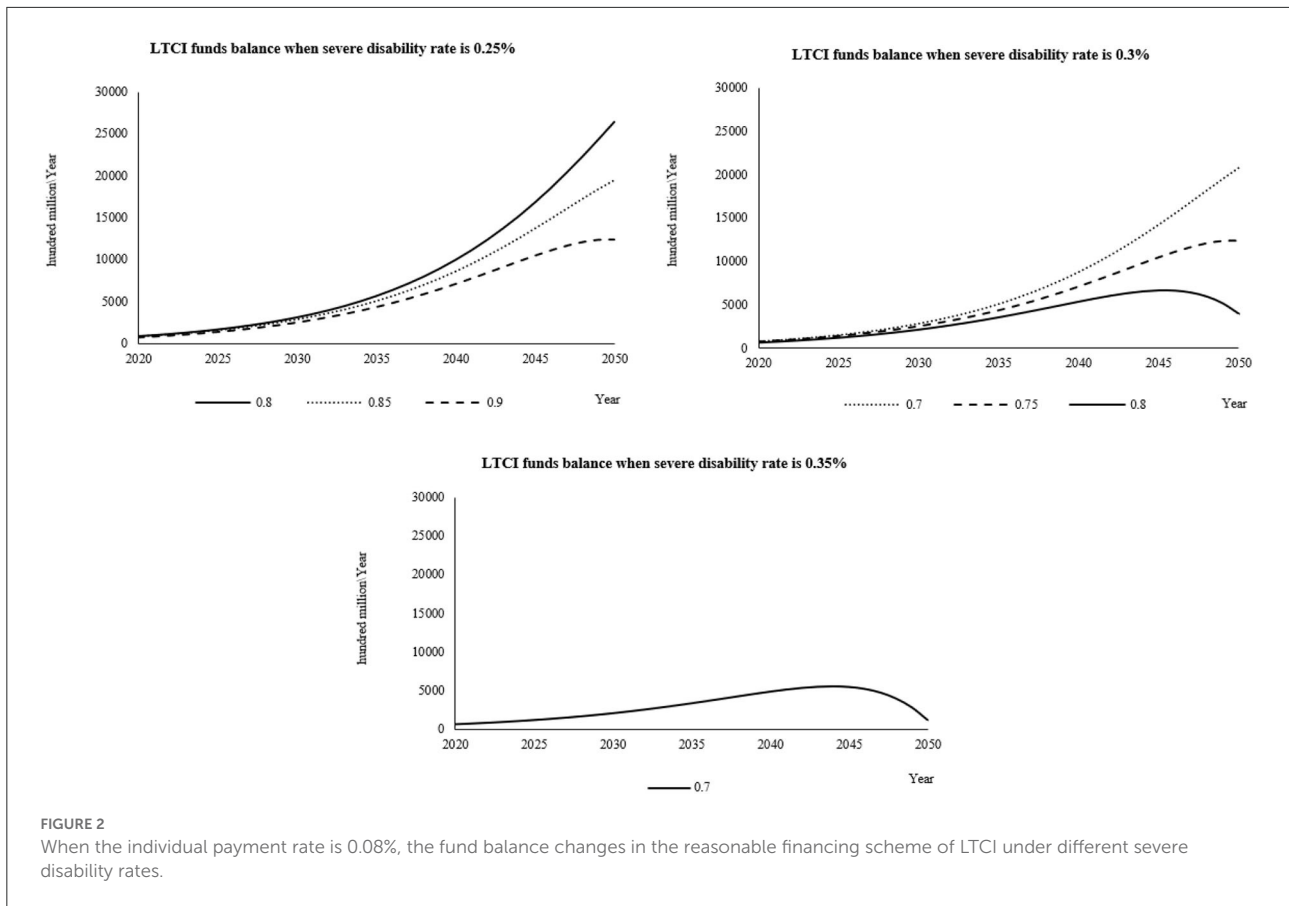 LTCI funds balance when severe disability rate is 0.25%
hundred million\Year
30000
25000
20000
15000
10000
5000
0
2020 2025 2030 2035 2040 2045 2050
Year
0.8 0.85 0.9
LTCI funds balance when severe disability rate is 0.3%
hundred million\Year
30000
25000
20000
15000
10000
5000
0
2020 2025 2030 2035 2040 2045 2050
0.7 0.75 0.8 Year
LTCI funds balance when severe disability rate is 0.35%
hundred million\Year
30000
25000
20000
15000
10000
5000
0
2020 2025 2030 2035 2040 2045 2050
Year
0.7
FIGURE 2
When the individual payment rate is 0.08%, the fund balance changes in the reasonable financing scheme of LTCI under different severe
disability rates.